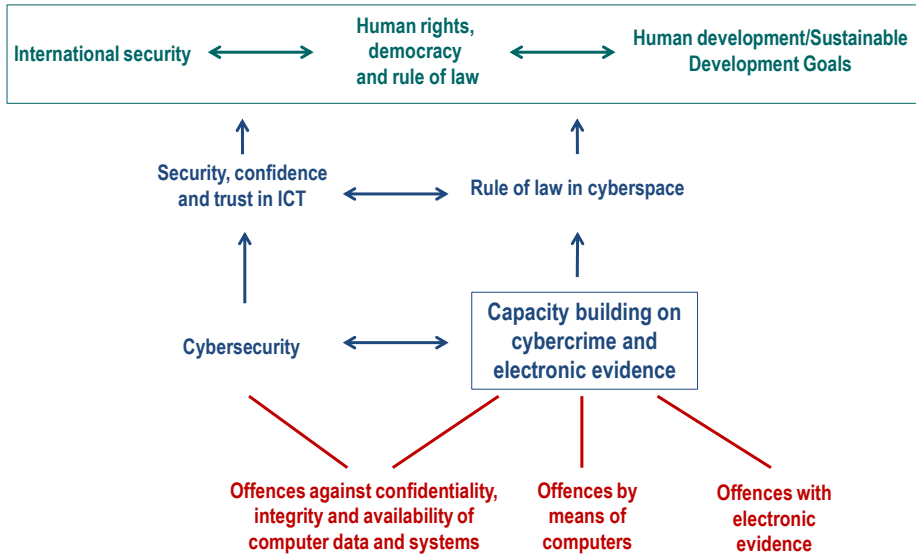 International security
Human rights,
democracy
and rule of law
Human development/Sustainable
Development Goals
Security, confidence
and trust in ICT
Rule of law in cyberspace
Cybersecurity
Capacity building on
cybercrime and
electronic evidence
Offences against confidentiality,
integrity and availability of
computer data and systems
Offences by
means of
computers
Offences with
electronic
evidence